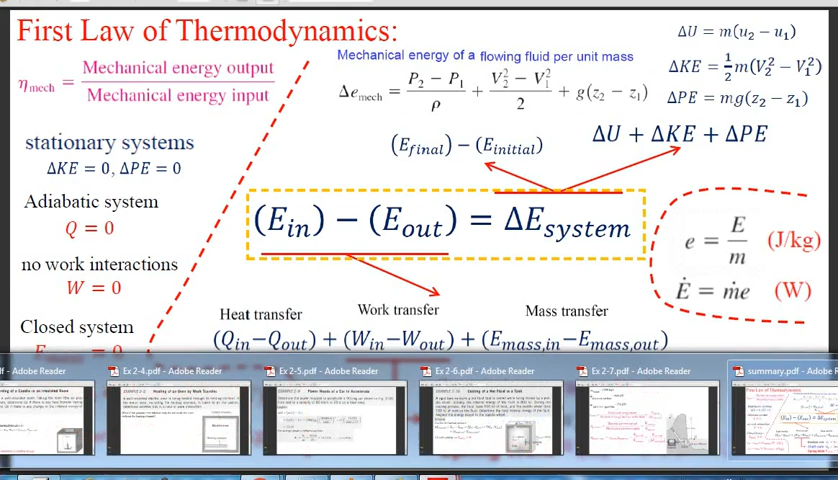 First Law of Thermodynamics:
η_mech = Mechanical energy output / Mechanical energy input
Mechanical energy of a flowing fluid per unit mass
Δe_mech = (P₂ − P₁)/ρ + (V₂² − V₁²)/2 + g(z₂ − z₁)
ΔU = m(u₂ − u₁)
ΔKE = ½m(V₂² − V₁²)
ΔPE = mg(z₂ − z₁)
stationary systems
ΔKE = 0, ΔPE = 0
(E_final) − (E_initial)
ΔU + ΔKE + ΔPE
Adiabatic system
Q = 0
(E_in) − (E_out) = ΔE_system
e = E/m (J/kg)
Ė = ṁe (W)
no work interactions
W = 0
Closed system
Heat transfer
Work transfer
Mass transfer
(Q_in−Q_out) + (W_in−W_out) + (E_mass,in−E_mass,out)
.pdf - Adobe Reader
Ex 2-4.pdf - Adobe Reader
Ex 2-5.pdf - Adobe Reader
Ex 2-6.pdf - Adobe Reader
Ex 2-7.pdf - Adobe Reader
summary.pdf - Adobe Rea